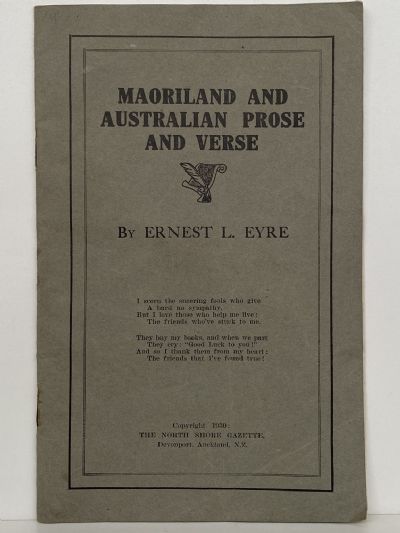 MAORILAND AND
AUSTRALIAN PROSE
AND VERSE
BY ERNEST L. EYRE
I scorn the sneering fools who give
A bard no sympathy,
But I love those who help me live:
The friends who've stuck to me.
They buy my books, and when we part
They cry: "Good Luck to you!"
And so I thank them from my heart:
The friends that I've found true!
Copyright 1930:
THE NORTH SHORE GAZETTE,
Devonport, Auckland, N.Z.